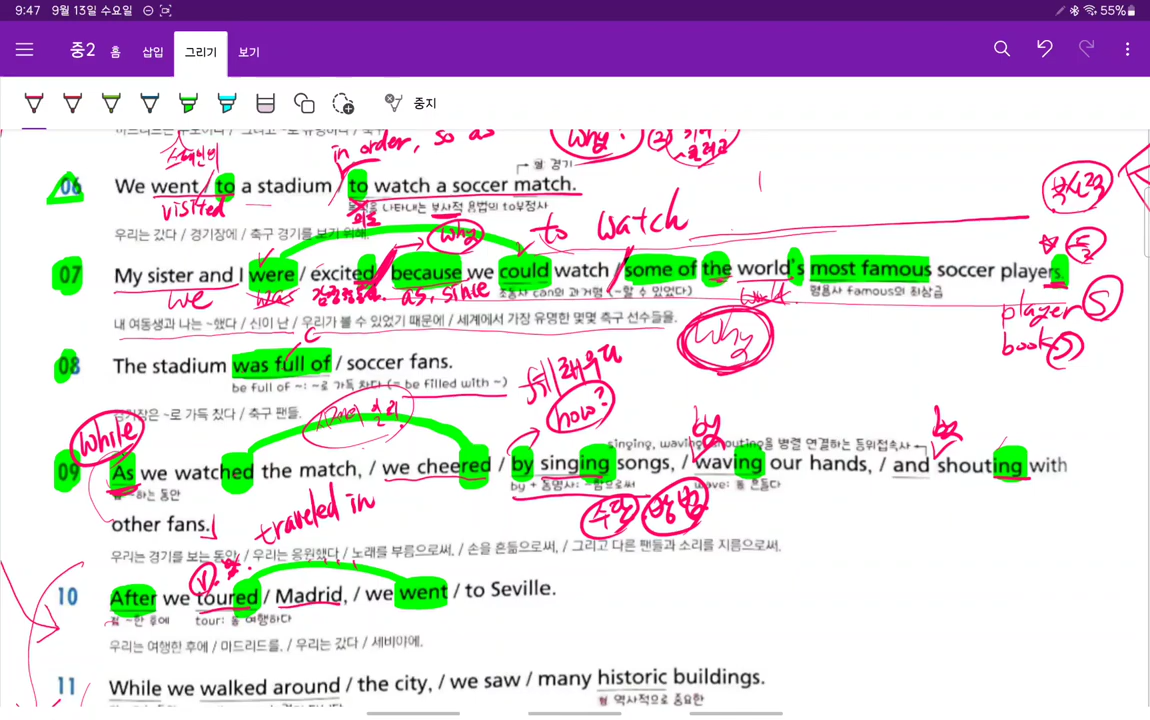 9:47 9월 13일 수요일 55%
중2 홈 삽입 그리기 보기
중지
in order, so as
why?
형 경기
06 We went / to a stadium / to watch a soccer match.
visited
나타내는 부사적 용법의 to부정사
우리는 갔다 / 경기장에 / 축구 경기를 보기 위해.
why to watch
07 My sister and I were / excited / because we could watch / some of the world's most famous soccer players.
we was as, since 조동사 can의 과거형 (~할 수 있었다) world 형용사 famous의 최상급
player S
내 여동생과 나는 ~했다 / 신이 난 / 우리가 볼 수 있었기 때문에 / 세계에서 가장 유명한 몇몇 축구 선수들을.
why
book S
08 The stadium was full of / soccer fans.
be full of ~: ~로 가득 차다 (= be filled with ~)
경기장은 ~로 가득 찼다 / 축구 팬들.
how?
while by by
singing, waving, shouting을 병렬 연결하는 등위접속사
09 As we watched the match, / we cheered / by singing songs, / waving our hands, / and shouting with
접 ~하는 동안 by + 동명사: ~함으로써 wave: 동 흔들다
수단 방법
other fans.
traveled in
우리는 경기를 보는 동안 / 우리는 응원했다 / 노래를 부름으로써, / 손을 흔듦으로써, / 그리고 다른 팬들과 소리를 지름으로써.
10 After we toured / Madrid, / we went / to Seville.
접 ~한 후에 tour: 동 여행하다
우리는 여행한 후에 / 마드리드를, / 우리는 갔다 / 세비야에.
11 While we walked around / the city, / we saw / many historic buildings.
형 역사적으로 중요한